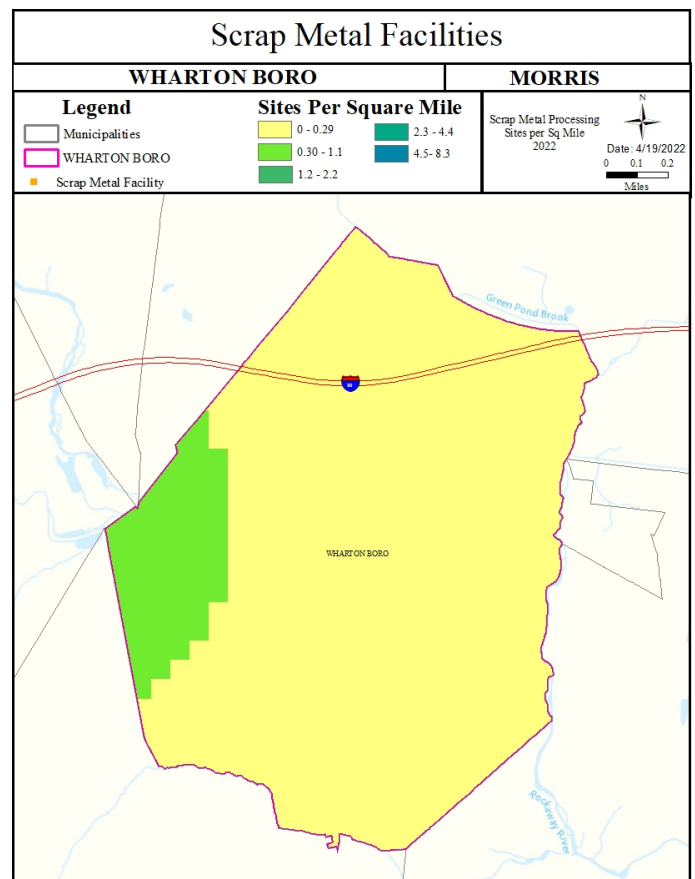 Scrap Metal Facilities
WHARTON BORO
MORRIS
Legend
Municipalities
WHARTON BORO
Scrap Metal Facility
Sites Per Square Mile
0 - 0.29
0.30 - 1.1
1.2 - 2.2
2.3 - 4.4
4.5- 8.3
Scrap Metal Processing
Sites per Sq Mile
2022
N
Date: 4/19/2022
0 0.1 0.2
Miles
Green Pond Brook
80
WHARTON BORO
Rockaway River